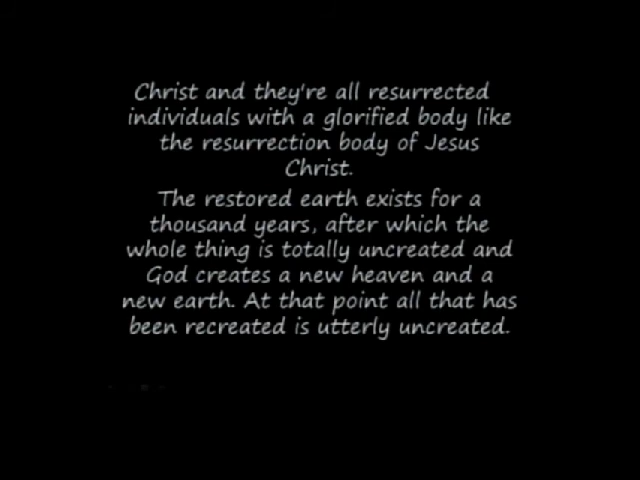 Christ and they're all resurrected
individuals with a glorified body like
the resurrection body of Jesus
Christ.
The restored earth exists for a
thousand years, after which the
whole thing is totally uncreated and
God creates a new heaven and a
new earth. At that point all that has
been recreated is utterly uncreated.